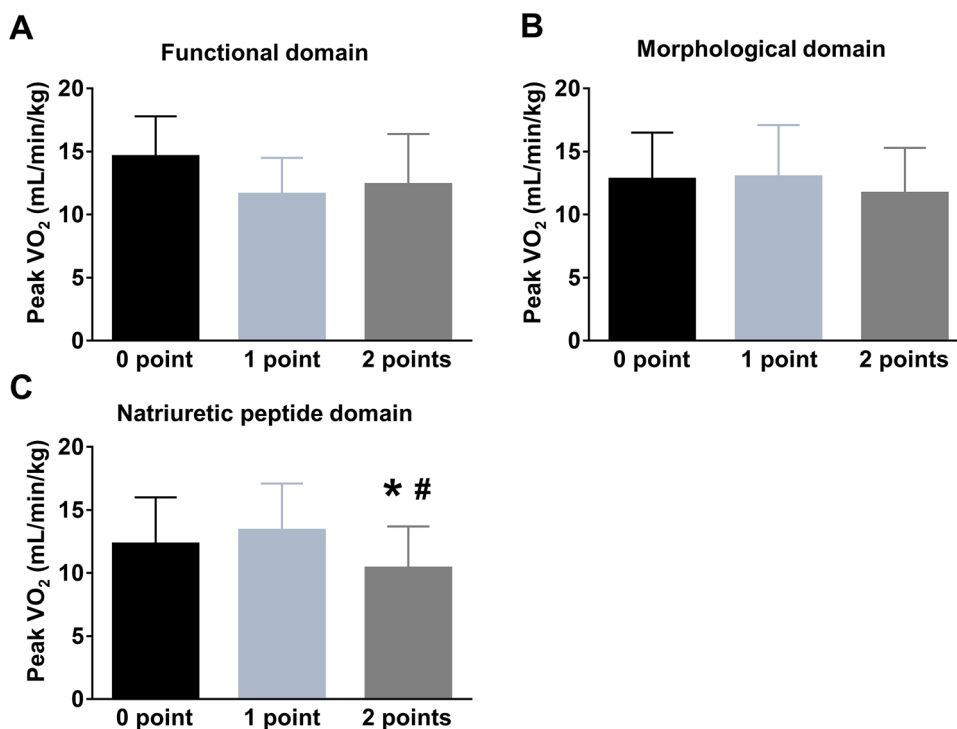 A
Functional domain
Peak VO₂ (mL/min/kg)
20
15
10
5
0
0 point 1 point 2 points
B
Morphological domain
Peak VO₂ (mL/min/kg)
20
15
10
5
0
0 point 1 point 2 points
C
Natriuretic peptide domain
Peak VO₂ (mL/min/kg)
20
15
10
5
0
* #
0 point 1 point 2 points